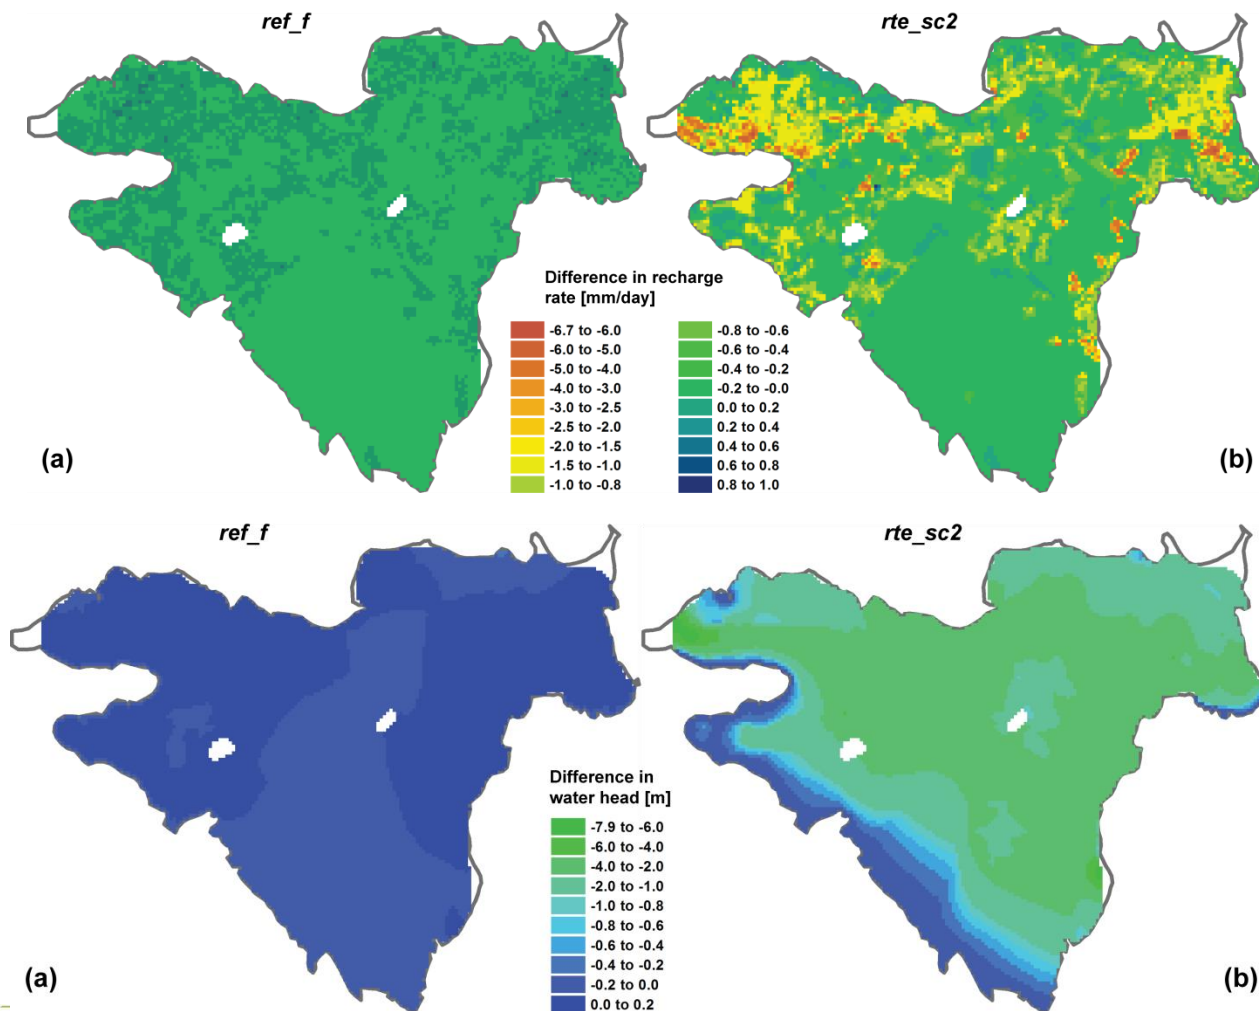 ref_f
rte_sc2
Difference in recharge
rate [mm/day]
-6.7 to -6.0
-6.0 to -5.0
-5.0 to -4.0
-4.0 to -3.0
-3.0 to -2.5
-2.5 to -2.0
-2.0 to -1.5
-1.5 to -1.0
-1.0 to -0.8
-0.8 to -0.6
-0.6 to -0.4
-0.4 to -0.2
-0.2 to -0.0
0.0 to 0.2
0.2 to 0.4
0.4 to 0.6
0.6 to 0.8
0.8 to 1.0
(a)
(b)
ref_f
rte_sc2
Difference in
water head [m]
-7.9 to -6.0
-6.0 to -4.0
-4.0 to -2.0
-2.0 to -1.0
-1.0 to -0.8
-0.8 to -0.6
-0.6 to -0.4
-0.4 to -0.2
-0.2 to 0.0
0.0 to 0.2
(a)
(b)